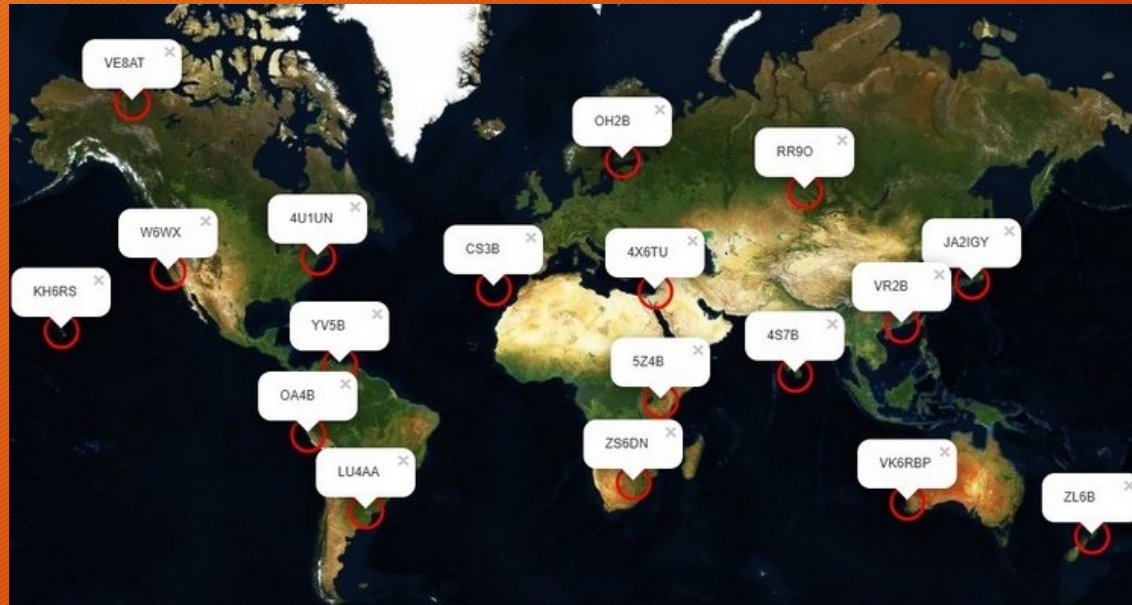 VE8AT
OH2B
RR9O
4U1UN
W6WX
CS3B
4X6TU
JA2IGY
KH6RS
VR2B
YV5B
4S7B
5Z4B
OA4B
ZS6DN
LU4AA
VK6RBP
ZL6B